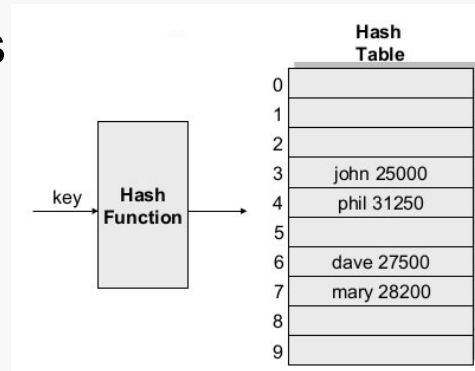 s
Hash
Table
key
Hash
Function
0
1
2
3 john 25000
4 phil 31250
5
6 dave 27500
7 mary 28200
8
9